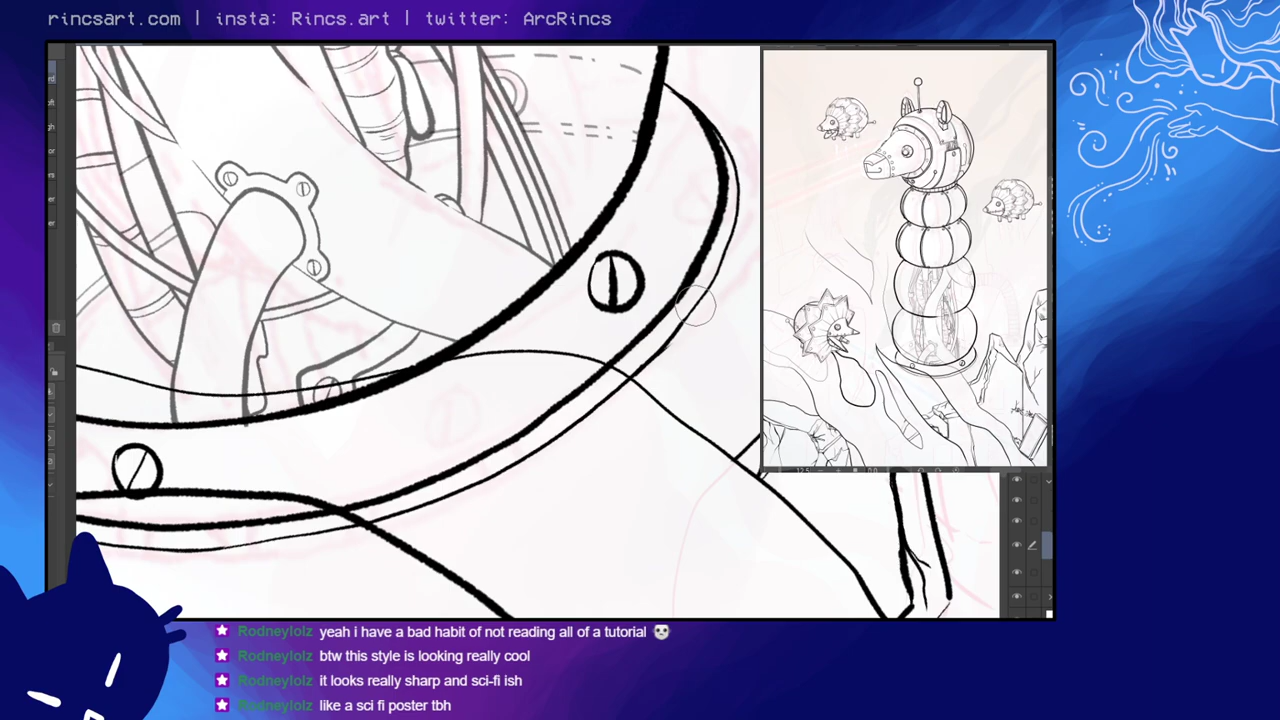 rincsart.com | insta: Rincs.art | twitter: ArcRincs
Rodneylolz yeah i have a bad habit of not reading all of a tutorial
Rodneylolz btw this style is looking really cool
Rodneylolz it looks really sharp and sci-fi ish
Rodneylolz like a sci fi poster tbh